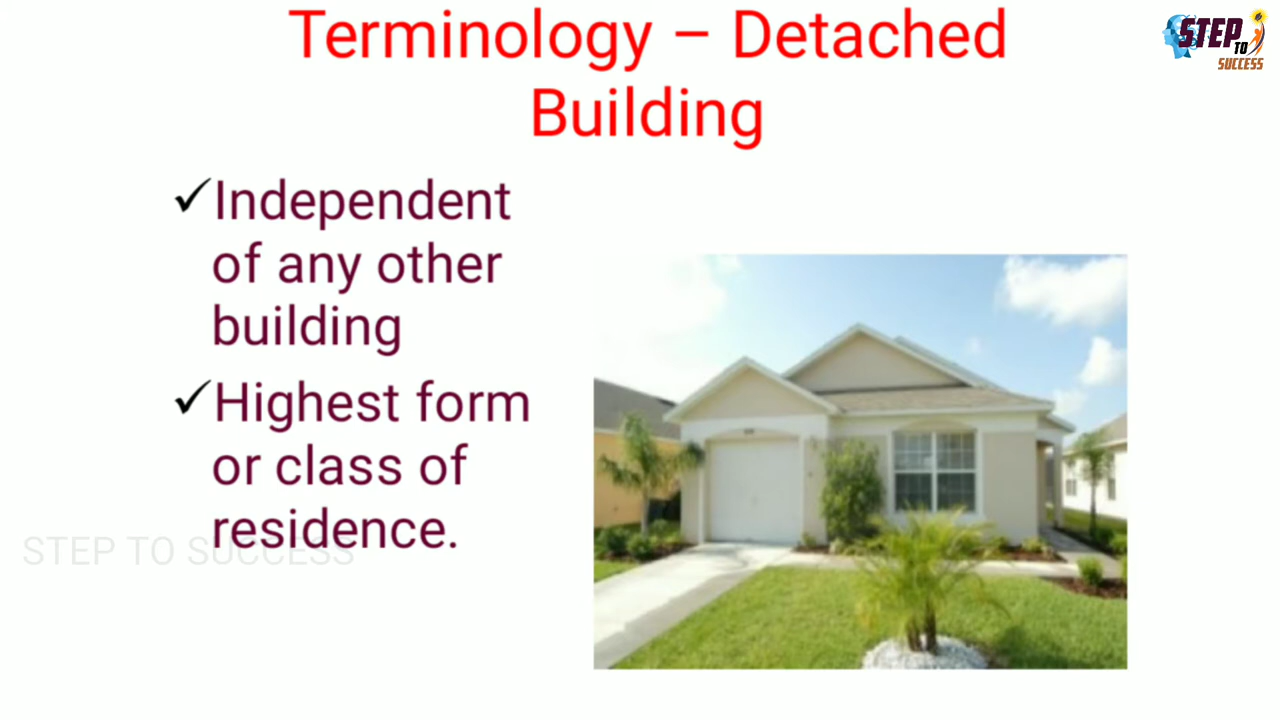 Terminology – Detached
Building
STEP
TO
SUCCESS
✓Independent
of any other
building
✓Highest form
or class of
residence.
STEP TO SUCCESS